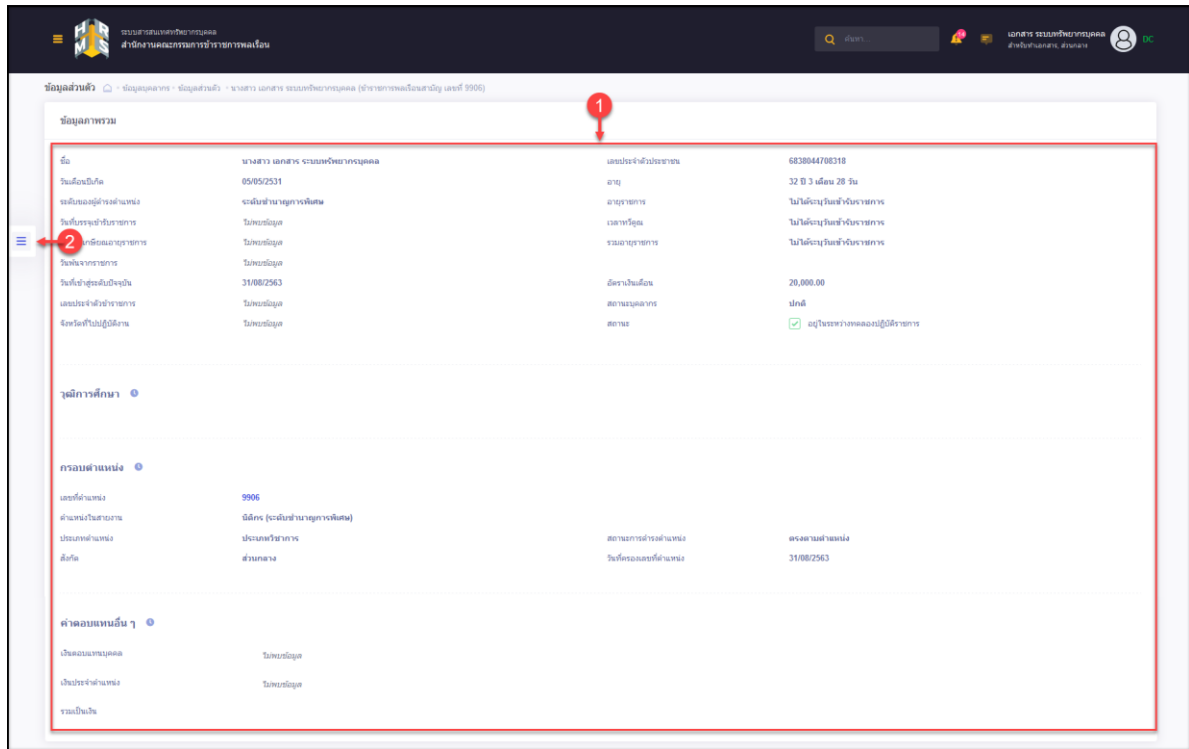 HR
MS
ระบบสารสนเทศทรัพยากรบุคคล
สำนักงานคณะกรรมการข้าราชการพลเรือน
ค้นหา...
เอกสาร ระบบทรัพยากรบุคคล
สำหรับทำเอกสาร, ส่วนกลาง
DC
ข้อมูลส่วนตัว - ข้อมูลบุคลากร - ข้อมูลส่วนตัว - นางสาว เอกสาร ระบบทรัพยากรบุคคล (ข้าราชการพลเรือนสามัญ เลขที่ 9906)
1
ข้อมูลภาพรวม
ชื่อ นางสาว เอกสาร ระบบทรัพยากรบุคคล เลขประจำตัวประชาชน 6838044708318
วันเดือนปีเกิด 05/05/2531 อายุ 32 ปี 3 เดือน 28 วัน
ระดับของผู้ดำรงตำแหน่ง ระดับชำนาญการพิเศษ อายุราชการ ไม่ได้ระบุวันเข้ารับราชการ
วันที่บรรจุเข้ารับราชการ ไม่พบข้อมูล เวลาทวีคูณ ไม่ได้ระบุวันเข้ารับราชการ
2 เกษียณอายุราชการ ไม่พบข้อมูล รวมอายุราชการ ไม่ได้ระบุวันเข้ารับราชการ
วันพ้นจากราชการ ไม่พบข้อมูล
วันที่เข้าสู่ระดับปัจจุบัน 31/08/2563 อัตราเงินเดือน 20,000.00
เลขประจำตัวข้าราชการ ไม่พบข้อมูล สถานะบุคลากร ปกติ
จังหวัดที่ไปปฏิบัติงาน ไม่พบข้อมูล สถานะ อยู่ในระหว่างทดลองปฏิบัติราชการ
วุฒิการศึกษา
กรอบตำแหน่ง
เลขที่ตำแหน่ง 9906
ตำแหน่งในสายงาน นิติกร (ระดับชำนาญการพิเศษ)
ประเภทตำแหน่ง ประเภทวิชาการ สถานะการดำรงตำแหน่ง ตรงตามตำแหน่ง
สังกัด ส่วนกลาง วันที่ครองเลขที่ตำแหน่ง 31/08/2563
ค่าตอบแทนอื่น ๆ
เงินตอบแทนบุคคล ไม่พบข้อมูล
เงินประจำตำแหน่ง ไม่พบข้อมูล
รวมเป็นเงิน